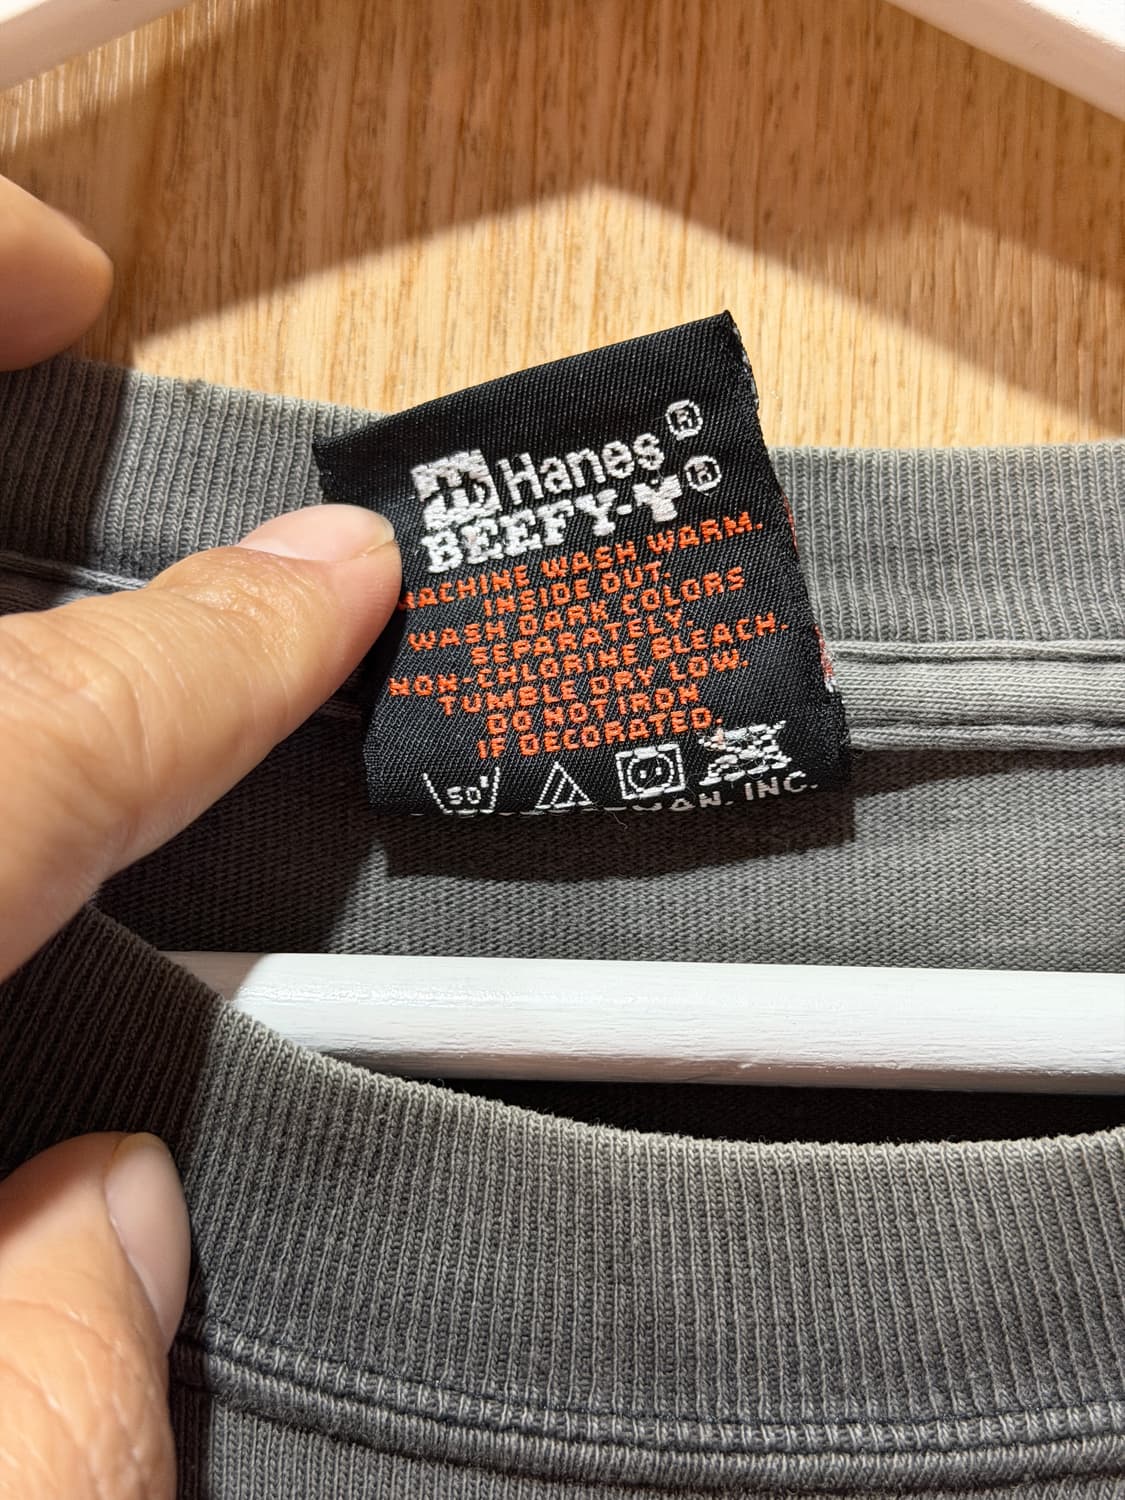 Hanes®
BEEFY-Y®
MACHINE WASH WARM.
INSIDE OUT.
WASH DARK COLORS
SEPARATELY.
NON-CHLORINE BLEACH.
TUMBLE DRY LOW.
DO NOT IRON
IF DECORATED.
50
MAN, INC.